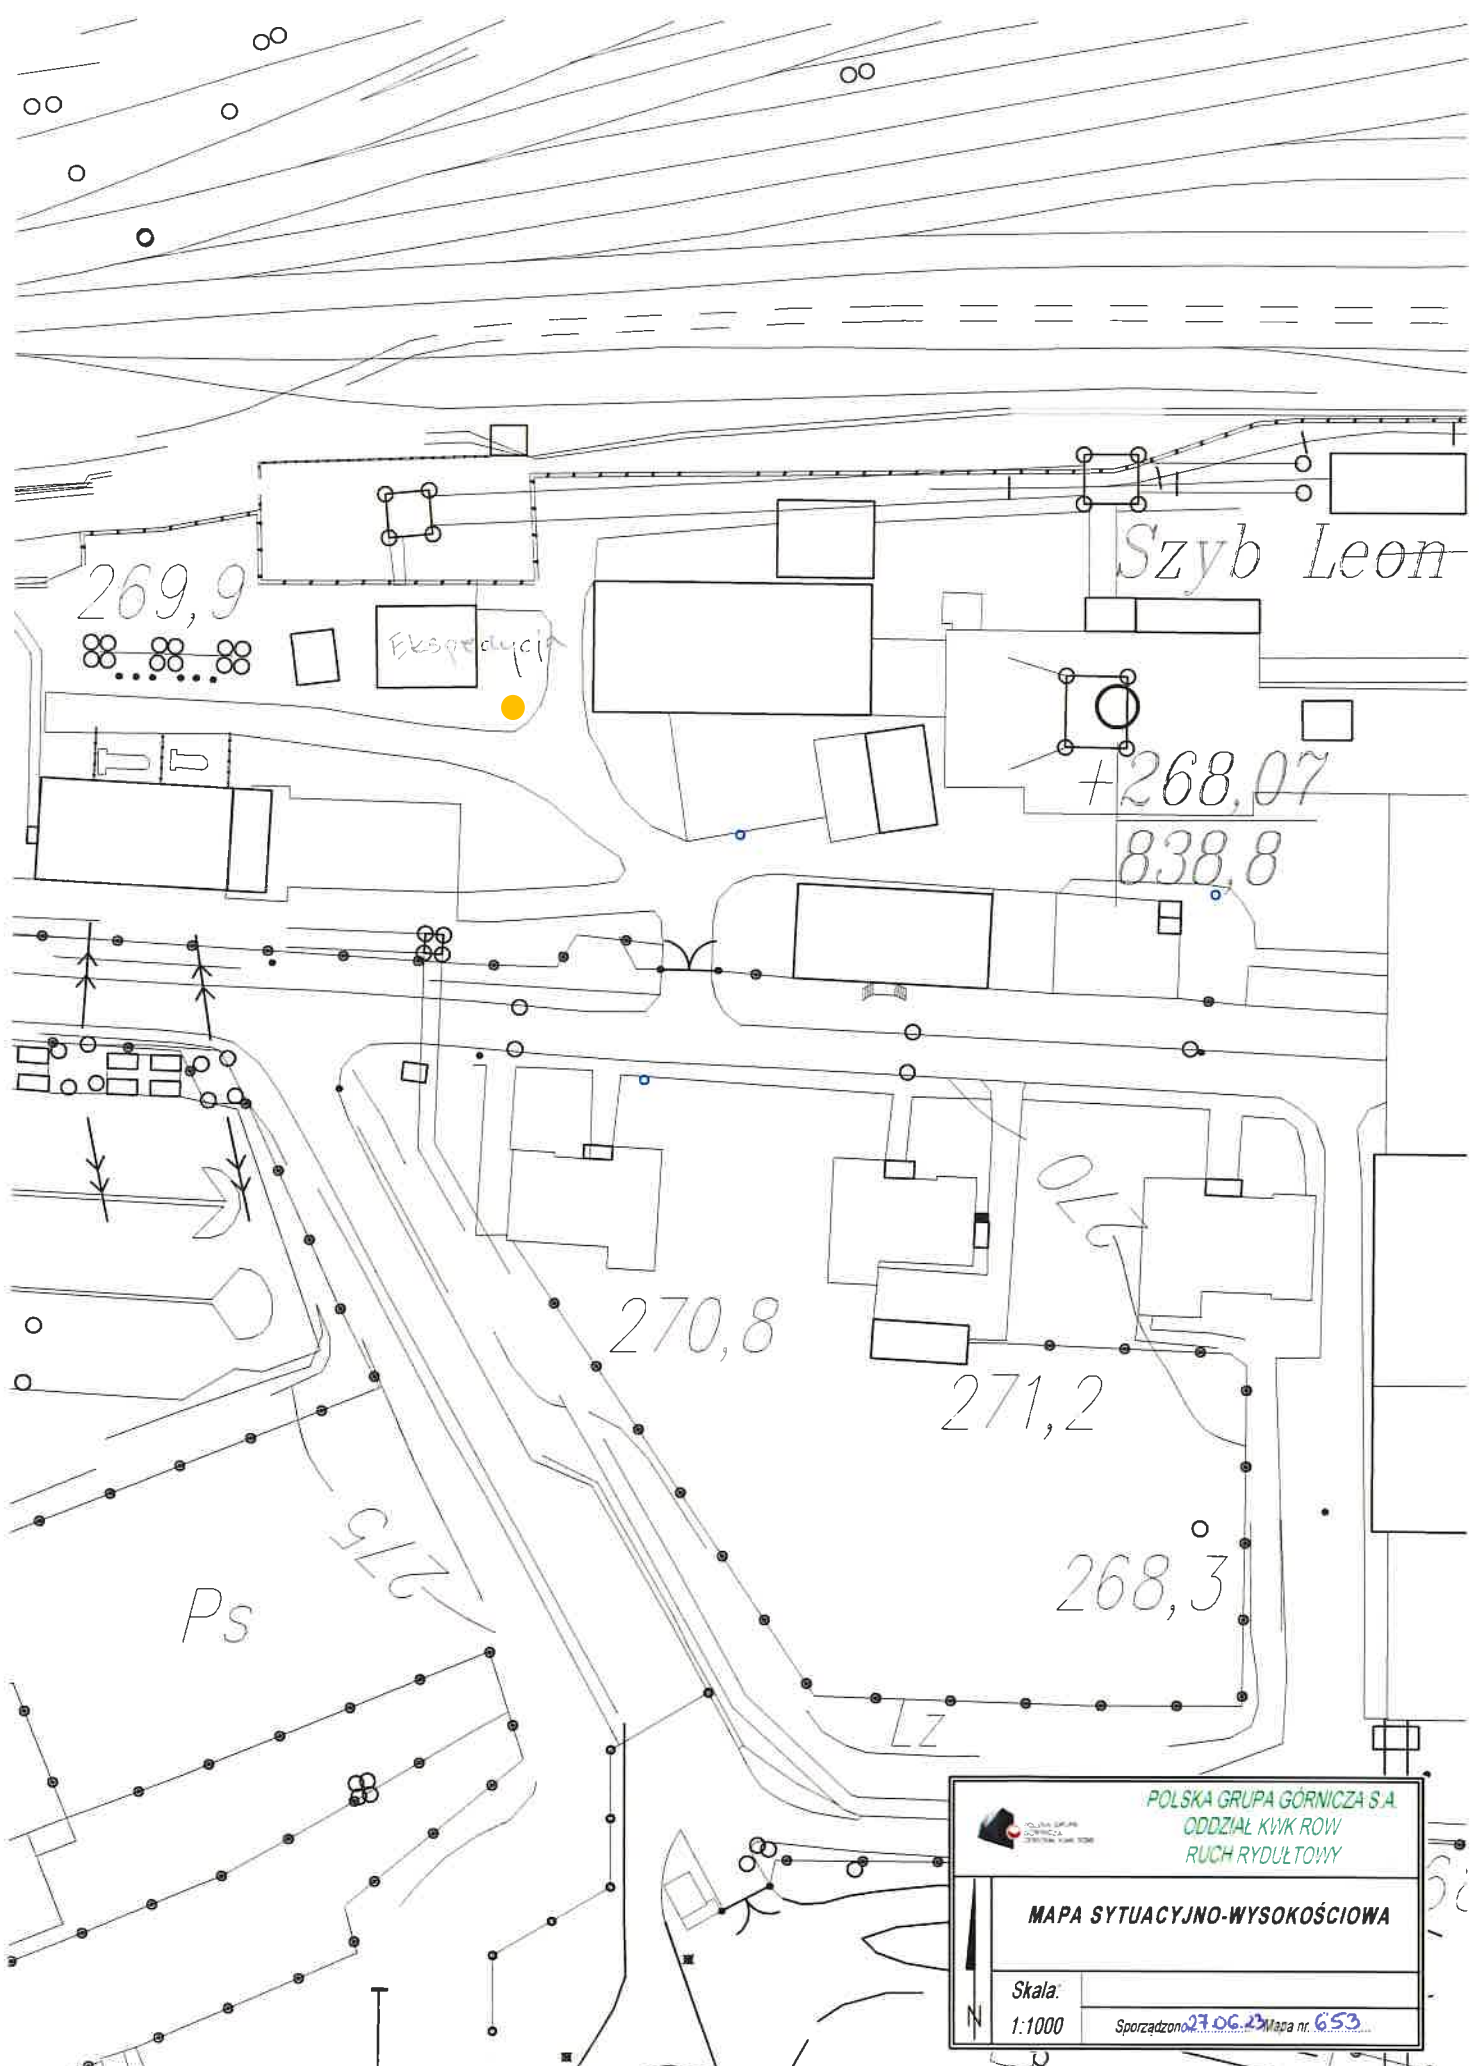 Szyb Leon
269,9
Ekspedycja
+268,07
838,8
270
270,8
271,2
275
268,3
Ps
Lz
POLSKA GRUPA GÓRNICZA S.A.
ODDZIAŁ KWK ROW
RUCH RYDUŁTOWY
MAPA SYTUACYJNO-WYSOKOŚCIOWA
Skala:
1:1000
N
Sporządzono 27.06.23 Mapa nr. 653